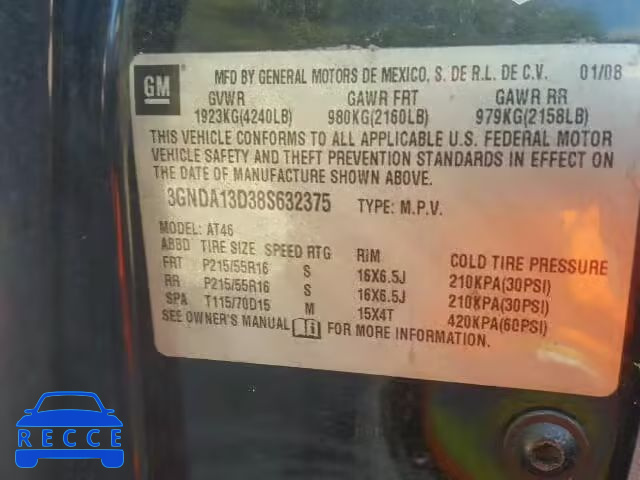 GM
MFD BY GENERAL MOTORS DE MEXICO, S. DE R.L. DE C.V. 01/08
GVWR GAWR FRT GAWR RR
1923KG(4240LB) 980KG(2160LB) 979KG(2158LB)
THIS VEHICLE CONFORMS TO ALL APPLICABLE U.S. FEDERAL MOTOR
VEHICLE SAFETY AND THEFT PREVENTION STANDARDS IN EFFECT ON
THE DATE OF MANUFACTURE SHOWN ABOVE.
3GNDA13D38S632375 TYPE: M.P.V.
MODEL: AT46
ABBD TIRE SIZE SPEED RTG RIM COLD TIRE PRESSURE
FRT P215/55R16 S 16X6.5J 210KPA(30PSI)
RR P215/55R16 S 16X6.5J 210KPA(30PSI)
SPA T115/70D15 M 15X4T 420KPA(60PSI)
SEE OWNER'S MANUAL FOR MORE INFORMATION.
RECCE